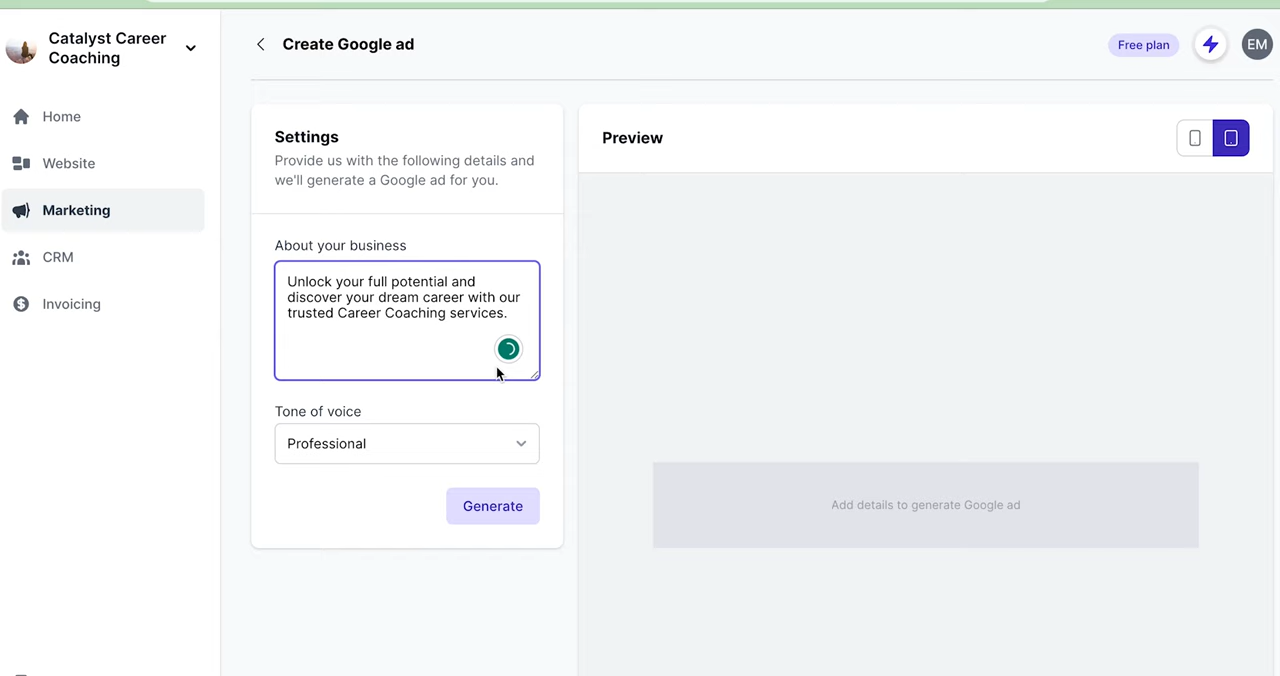 Catalyst Career
Coaching
Home
Website
Marketing
CRM
Invoicing
Create Google ad
Free plan
EM
Settings
Provide us with the following details and
we'll generate a Google ad for you.
About your business
Unlock your full potential and
discover your dream career with our
trusted Career Coaching services.
Tone of voice
Professional
Generate
Preview
Add details to generate Google ad